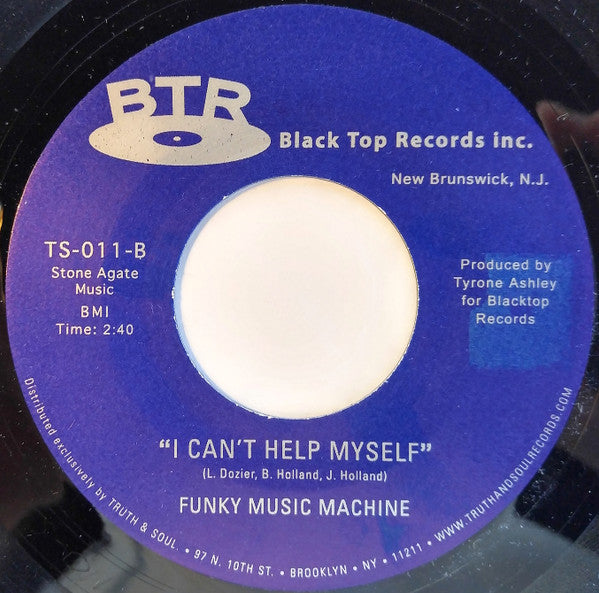 BTR
Black Top Records inc.
New Brunswick, N.J.
TS-011-B
Stone Agate
Music
BMI
Time: 2:40
Produced by
Tyrone Ashley
for Blacktop
Records
"I CAN'T HELP MYSELF"
(L. Dozier, B. Holland, J. Holland)
FUNKY MUSIC MACHINE
Distributed exclusively by TRUTH & SOUL. • 97 N. 10TH ST. • BROOKLYN • NY • 11211 • WWW.TRUTHANDSOULRECORDS.COM